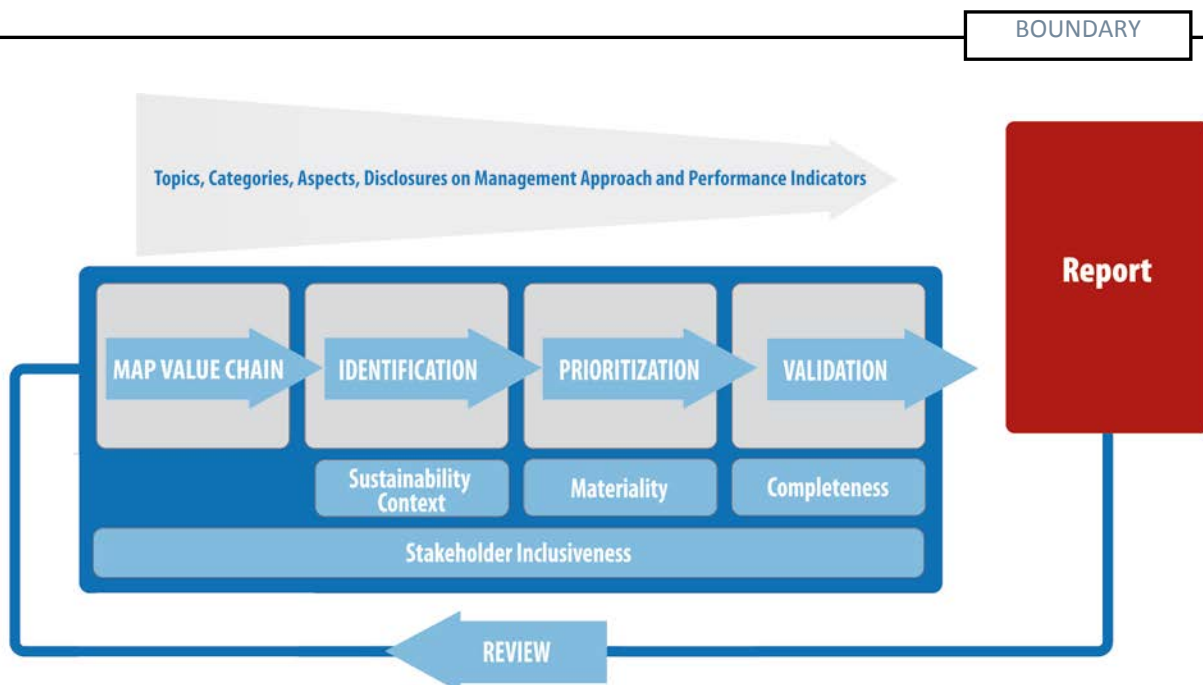 BOUNDARY
Topics, Categories, Aspects, Disclosures on Management Approach and Performance Indicators
Report
MAP VALUE CHAIN
IDENTIFICATION
PRIORITIZATION
VALIDATION
Sustainability
Context
Materiality
Completeness
Stakeholder Inclusiveness
REVIEW